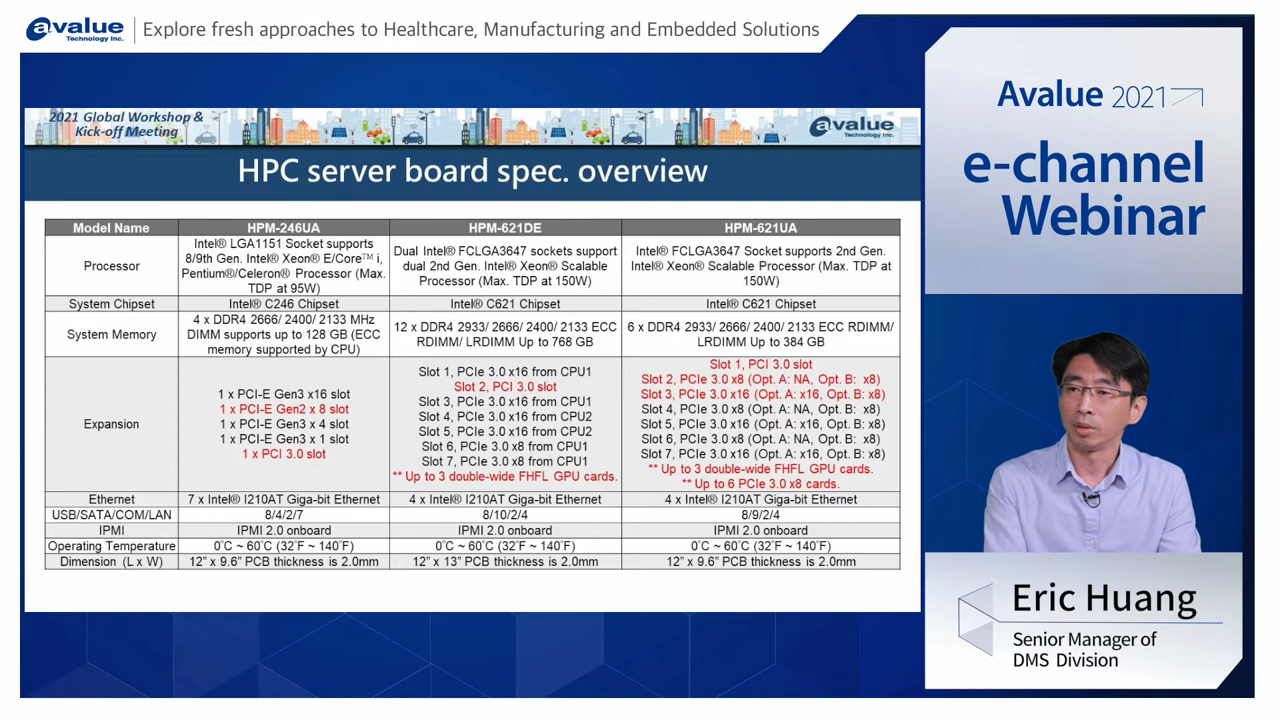 avalue
Technology Inc.
Explore fresh approaches to Healthcare, Manufacturing and Embedded Solutions
2021 Global Workshop &
Kick-off Meeting
avalue
Technology Inc.
HPC server board spec. overview
Model Name HPM-246UA HPM-621DE HPM-621UA
Processor
Intel® LGA1151 Socket supports
8/9th Gen. Intel® Xeon® E/Core™ i,
Pentium®/Celeron® Processor (Max.
TDP at 95W)
Dual Intel® FCLGA3647 sockets support
dual 2nd Gen. Intel® Xeon® Scalable
Processor (Max. TDP at 150W)
Intel® FCLGA3647 Socket supports 2nd Gen.
Intel® Xeon® Scalable Processor (Max. TDP at
150W)
System Chipset Intel® C246 Chipset Intel® C621 Chipset Intel® C621 Chipset
System Memory
4 x DDR4 2666/ 2400/ 2133 MHz
DIMM supports up to 128 GB (ECC
memory supported by CPU)
12 x DDR4 2933/ 2666/ 2400/ 2133 ECC
RDIMM/ LRDIMM Up to 768 GB
6 x DDR4 2933/ 2666/ 2400/ 2133 ECC RDIMM/
LRDIMM Up to 384 GB
Expansion
1 x PCI-E Gen3 x16 slot
1 x PCI-E Gen2 x 8 slot
1 x PCI-E Gen3 x 4 slot
1 x PCI-E Gen3 x 1 slot
1 x PCI 3.0 slot
Slot 1, PCIe 3.0 x16 from CPU1
Slot 2, PCI 3.0 slot
Slot 3, PCIe 3.0 x16 from CPU1
Slot 4, PCIe 3.0 x16 from CPU2
Slot 5, PCIe 3.0 x16 from CPU2
Slot 6, PCIe 3.0 x8 from CPU1
Slot 7, PCIe 3.0 x8 from CPU1
** Up to 3 double-wide FHFL GPU cards.
Slot 1, PCI 3.0 slot
Slot 2, PCIe 3.0 x8 (Opt. A: NA, Opt. B: x8)
Slot 3, PCIe 3.0 x16 (Opt. A: x16, Opt. B: x8)
Slot 4, PCIe 3.0 x8 (Opt. A: NA, Opt. B: x8)
Slot 5, PCIe 3.0 x16 (Opt. A: x16, Opt. B: x8)
Slot 6, PCIe 3.0 x8 (Opt. A: NA, Opt. B: x8)
Slot 7, PCIe 3.0 x16 (Opt. A: x16, Opt. B: x8)
** Up to 3 double-wide FHFL GPU cards.
** Up to 6 PCIe 3.0 x8 cards.
Ethernet 7 x Intel® I210AT Giga-bit Ethernet 4 x Intel® I210AT Giga-bit Ethernet 4 x Intel® I210AT Giga-bit Ethernet
USB/SATA/COM/LAN 8/4/2/7 8/10/2/4 8/9/2/4
IPMI IPMI 2.0 onboard IPMI 2.0 onboard IPMI 2.0 onboard
Operating Temperature 0°C ~ 60°C (32°F ~ 140°F) 0°C ~ 60°C (32°F ~ 140°F) 0°C ~ 60°C (32°F ~ 140°F)
Dimension (L x W) 12” x 9.6” PCB thickness is 2.0mm 12” x 13” PCB thickness is 2.0mm 12” x 9.6” PCB thickness is 2.0mm
Avalue 2021
e-channel
Webinar
Eric Huang
Senior Manager of
DMS Division